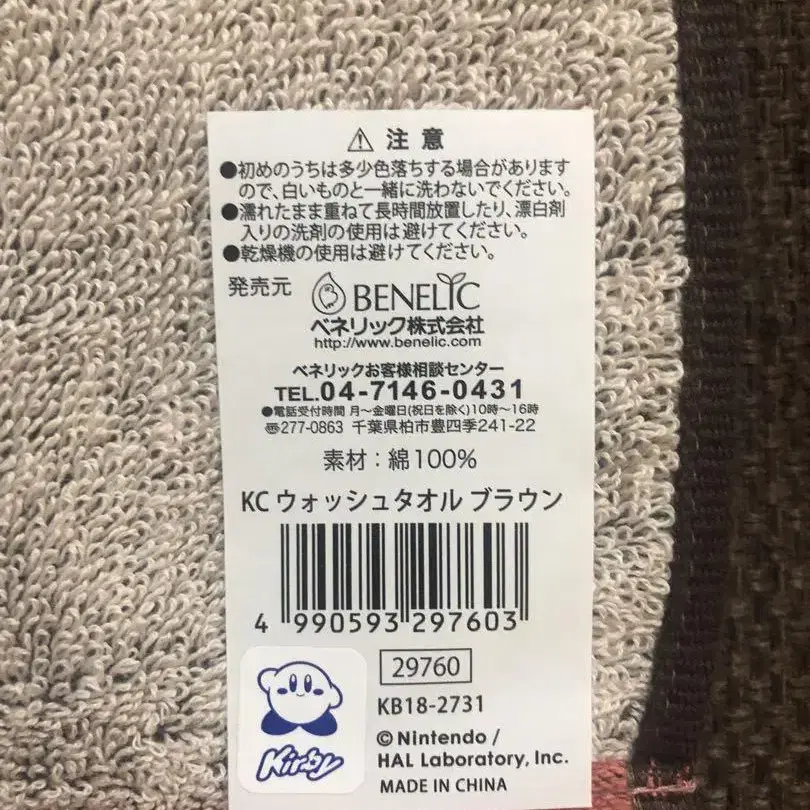 ⚠ 注意
●初めのうちは多少色落ちする場合があります
ので、白いものと一緒に洗わないでください。
●濡れたまま重ねて長時間放置したり、漂白剤
入りの洗剤の使用は避けてください。
●乾燥機の使用は避けてください。
発売元 BENELIC
ベネリック株式会社
http://www.benelic.com
ベネリックお客様相談センター
TEL.04-7146-0431
●電話受付時間 月〜金曜日(祝日を除く)10時〜16時
〠277-0863 千葉県柏市豊四季241-22
素材：綿100%
KC ウォッシュタオル ブラウン
4 990593 297603
29760
KB18-2731
Kirby
©Nintendo /
HAL Laboratory, Inc.
MADE IN CHINA